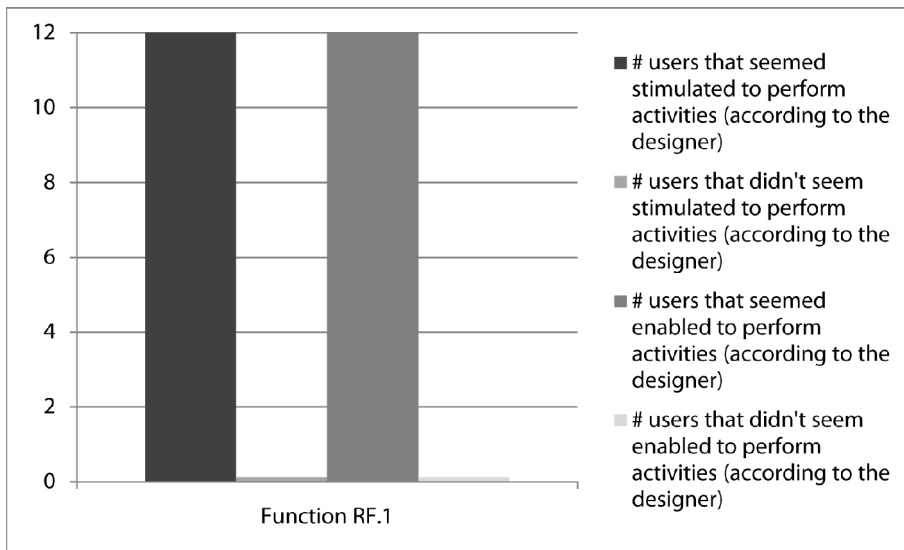 12
10
8
6
4
2
0
Function RF.1
# users that seemed
stimulated to perform
activities (according to the
designer)
# users that didn't seem
stimulated to perform
activities (according to the
designer)
# users that seemed
enabled to perform
activities (according to the
designer)
# users that didn't seem
enabled to perform
activities (according to the
designer)